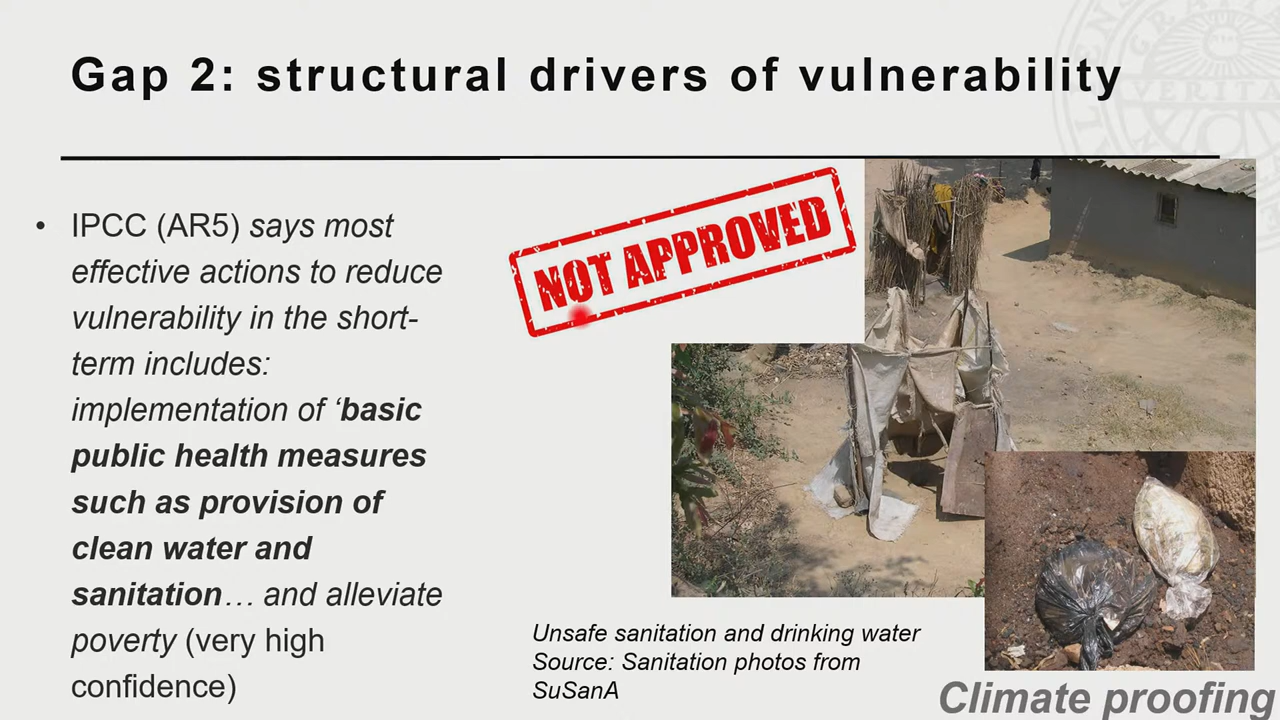 Gap 2: structural drivers of vulnerability
• IPCC (AR5) says most
effective actions to reduce
vulnerability in the short-
term includes:
implementation of ‘basic
public health measures
such as provision of
clean water and
sanitation… and alleviate
poverty (very high
confidence)
NOT APPROVED
Unsafe sanitation and drinking water
Source: Sanitation photos from
SuSanA
Climate proofing